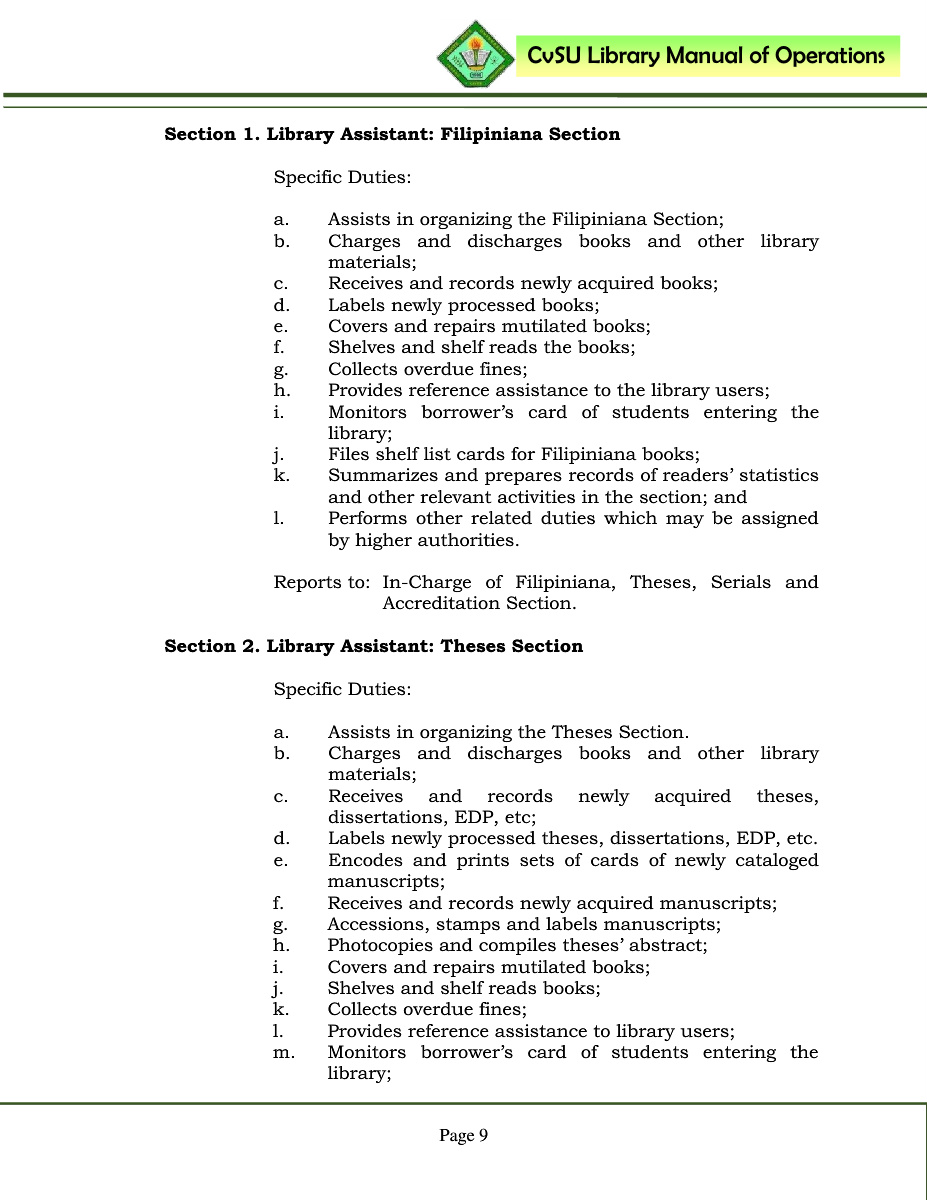 CvSU Library Manual of Operations
Section 1. Library Assistant: Filipiniana Section
Specific Duties:
a. Assists in organizing the Filipiniana Section;
b. Charges and discharges books and other library
materials;
c. Receives and records newly acquired books;
d. Labels newly processed books;
e. Covers and repairs mutilated books;
f. Shelves and shelf reads the books;
g. Collects overdue fines;
h. Provides reference assistance to the library users;
i. Monitors borrower’s card of students entering the
library;
j. Files shelf list cards for Filipiniana books;
k. Summarizes and prepares records of readers’ statistics
and other relevant activities in the section; and
l. Performs other related duties which may be assigned
by higher authorities.
Reports to: In-Charge of Filipiniana, Theses, Serials and
Accreditation Section.
Section 2. Library Assistant: Theses Section
Specific Duties:
a. Assists in organizing the Theses Section.
b. Charges and discharges books and other library
materials;
c. Receives and records newly acquired theses,
dissertations, EDP, etc;
d. Labels newly processed theses, dissertations, EDP, etc.
e. Encodes and prints sets of cards of newly cataloged
manuscripts;
f. Receives and records newly acquired manuscripts;
g. Accessions, stamps and labels manuscripts;
h. Photocopies and compiles theses’ abstract;
i. Covers and repairs mutilated books;
j. Shelves and shelf reads books;
k. Collects overdue fines;
l. Provides reference assistance to library users;
m. Monitors borrower’s card of students entering the
library;
Page 9